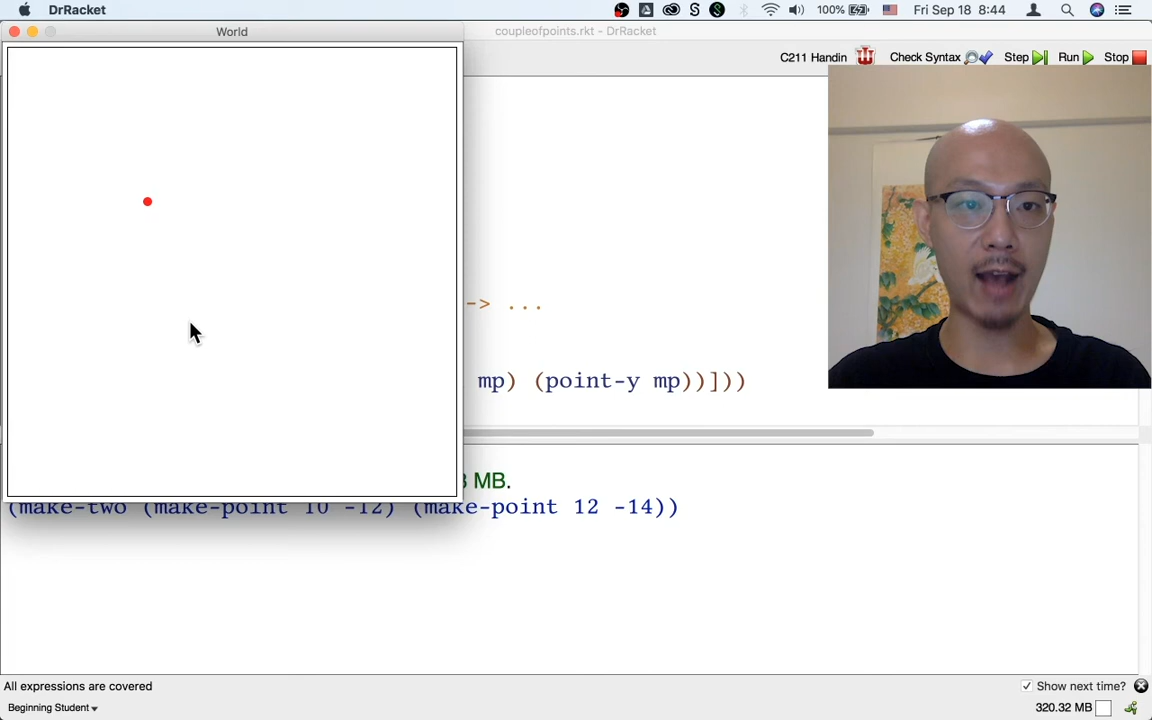 DrRacket
100%
Fri Sep 18 8:44
World
coupleofpoints.rkt - DrRacket
C211 Handin
Check Syntax
Step
Run
Stop
-> ...
mp) (point-y mp))]))
MB.
(make-two (make-point 10 -12) (make-point 12 -14))
All expressions are covered
Show next time?
Beginning Student
320.32 MB